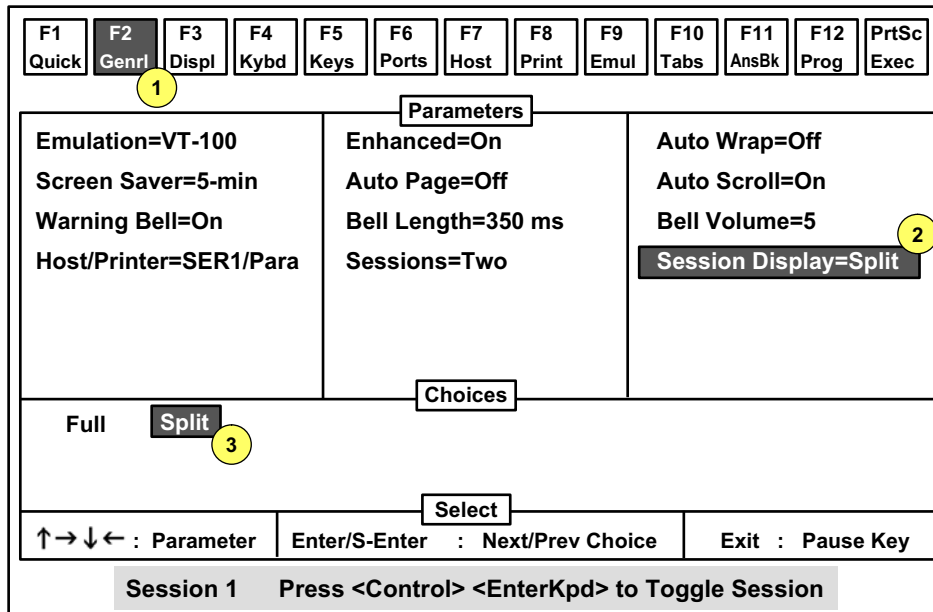 F1 F2 F3 F4 F5 F6 F7 F8 F9 F10 F11 F12 PrtSc
Quick Genrl Displ Kybd Keys Ports Host Print Emul Tabs AnsBk Prog Exec
1
Parameters
Emulation=VT-100 Enhanced=On Auto Wrap=Off
Screen Saver=5-min Auto Page=Off Auto Scroll=On
Warning Bell=On Bell Length=350 ms Bell Volume=5
2
Host/Printer=SER1/Para Sessions=Two Session Display=Split
Choices
Full Split
3
Select
↑→↓← : Parameter Enter/S-Enter : Next/Prev Choice Exit : Pause Key
Session 1 Press <Control> <EnterKpd> to Toggle Session